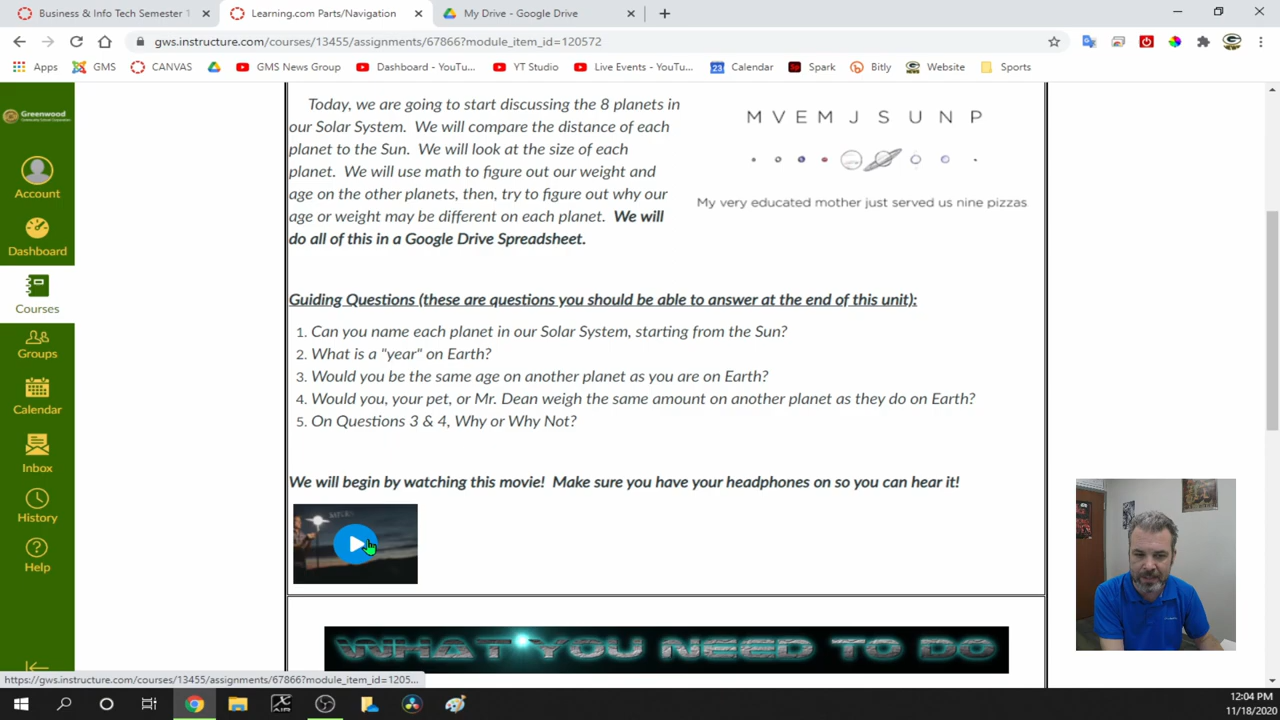 Business & Info Tech Semester 1
Learning.com Parts/Navigation
My Drive - Google Drive
gws.instructure.com/courses/13455/assignments/67866?module_item_id=120572
Apps
GMS
CANVAS
GMS News Group
Dashboard - YouTu...
YT Studio
Live Events - YouTu...
23
Calendar
Spark
Bitly
Website
Sports
Greenwood
Account
Dashboard
Courses
Groups
Calendar
Inbox
History
Help
Today, we are going to start discussing the 8 planets in
our Solar System. We will compare the distance of each
planet to the Sun. We will look at the size of each
planet. We will use math to figure out our weight and
age on the other planets, then, try to figure out why our
age or weight may be different on each planet. We will
do all of this in a Google Drive Spreadsheet.
M V E M J S U N P
My very educated mother just served us nine pizzas
Guiding Questions (these are questions you should be able to answer at the end of this unit):
1. Can you name each planet in our Solar System, starting from the Sun?
2. What is a "year" on Earth?
3. Would you be the same age on another planet as you are on Earth?
4. Would you, your pet, or Mr. Dean weigh the same amount on another planet as they do on Earth?
5. On Questions 3 & 4, Why or Why Not?
We will begin by watching this movie! Make sure you have your headphones on so you can hear it!
WHAT YOU NEED TO DO
https://gws.instructure.com/courses/13455/assignments/67866?module_item_id=1205...
12:04 PM
11/18/2020